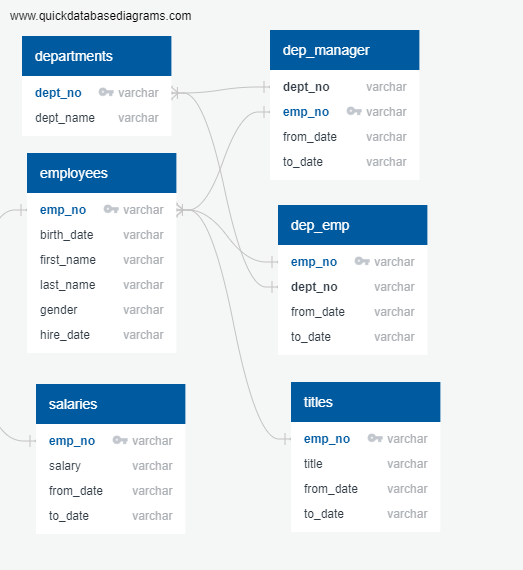 www.quickdatabasediagrams.com
departments
dept_no varchar
dept_name varchar
dep_manager
dept_no varchar
emp_no varchar
from_date varchar
to_date varchar
employees
emp_no varchar
birth_date varchar
first_name varchar
last_name varchar
gender varchar
hire_date varchar
dep_emp
emp_no varchar
dept_no varchar
from_date varchar
to_date varchar
salaries
emp_no varchar
salary varchar
from_date varchar
to_date varchar
titles
emp_no varchar
title varchar
from_date varchar
to_date varchar